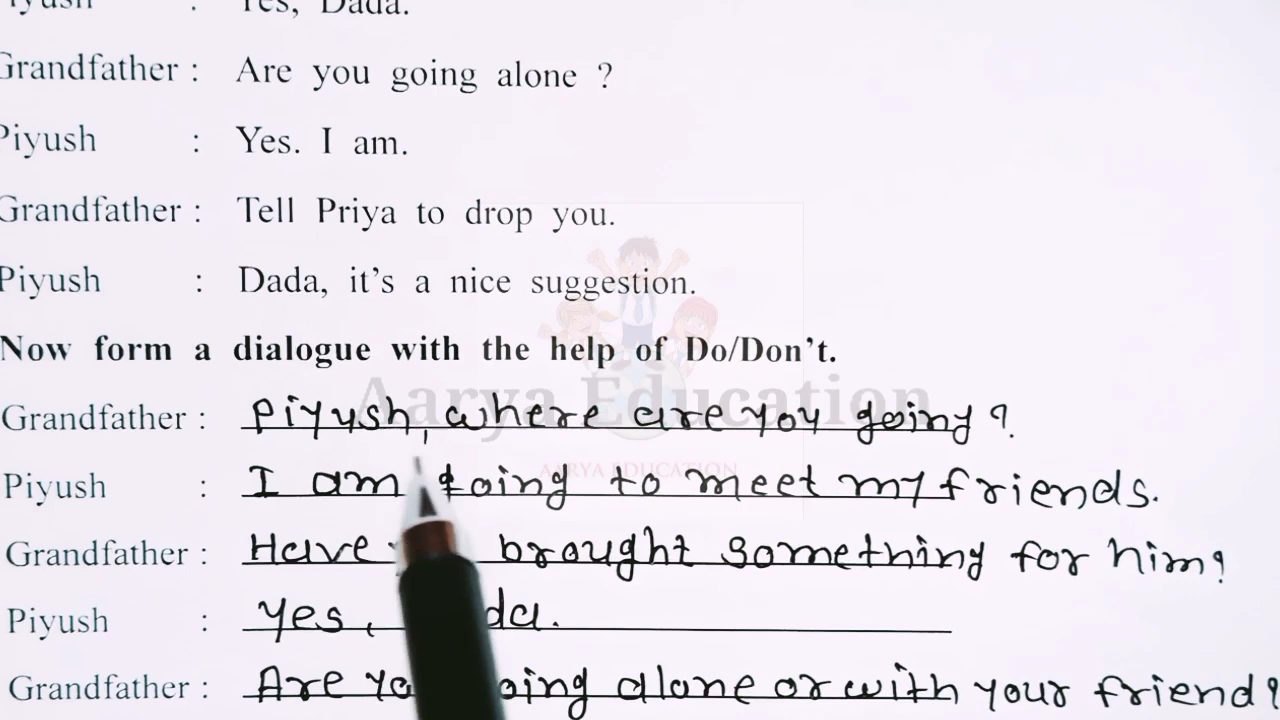 Piyush : Yes, Dada.
Grandfather : Are you going alone ?
Piyush : Yes. I am.
Grandfather : Tell Priya to drop you.
Piyush : Dada, it's a nice suggestion.
Now form a dialogue with the help of Do/Don't.
Aarya Education
AARYA EDUCATION
Grandfather : Piyush, where are you going ?
Piyush : I am going to meet my friends.
Grandfather : Have brought something for him?
Piyush : Yes,
Grandfather : Are going alone or with your friend?